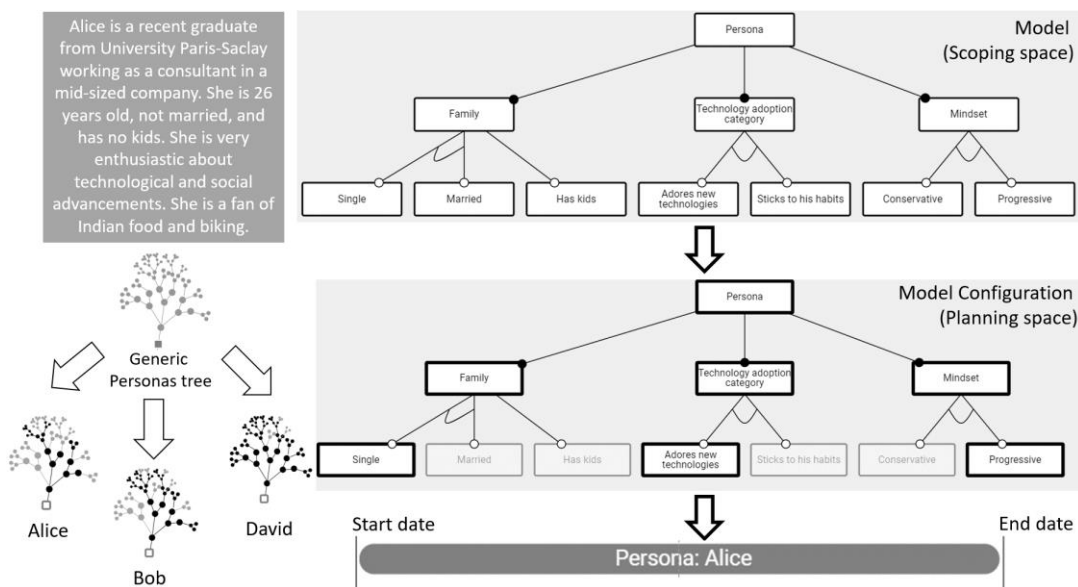 Alice is a recent graduate
from University Paris-Saclay
working as a consultant in a
mid-sized company. She is 26
years old, not married, and
has no kids. She is very
enthusiastic about
technological and social
advancements. She is a fan of
Indian food and biking.
Generic
Personas tree
Alice
Bob
David
Model
(Scoping space)
Persona
Family
Technology adoption
category
Mindset
Single
Married
Has kids
Adores new
technologies
Sticks to his habits
Conservative
Progressive
Model Configuration
(Planning space)
Persona
Family
Technology adoption
category
Mindset
Single
Married
Has kids
Adores new
technologies
Sticks to his habits
Conservative
Progressive
Start date
End date
Persona: Alice